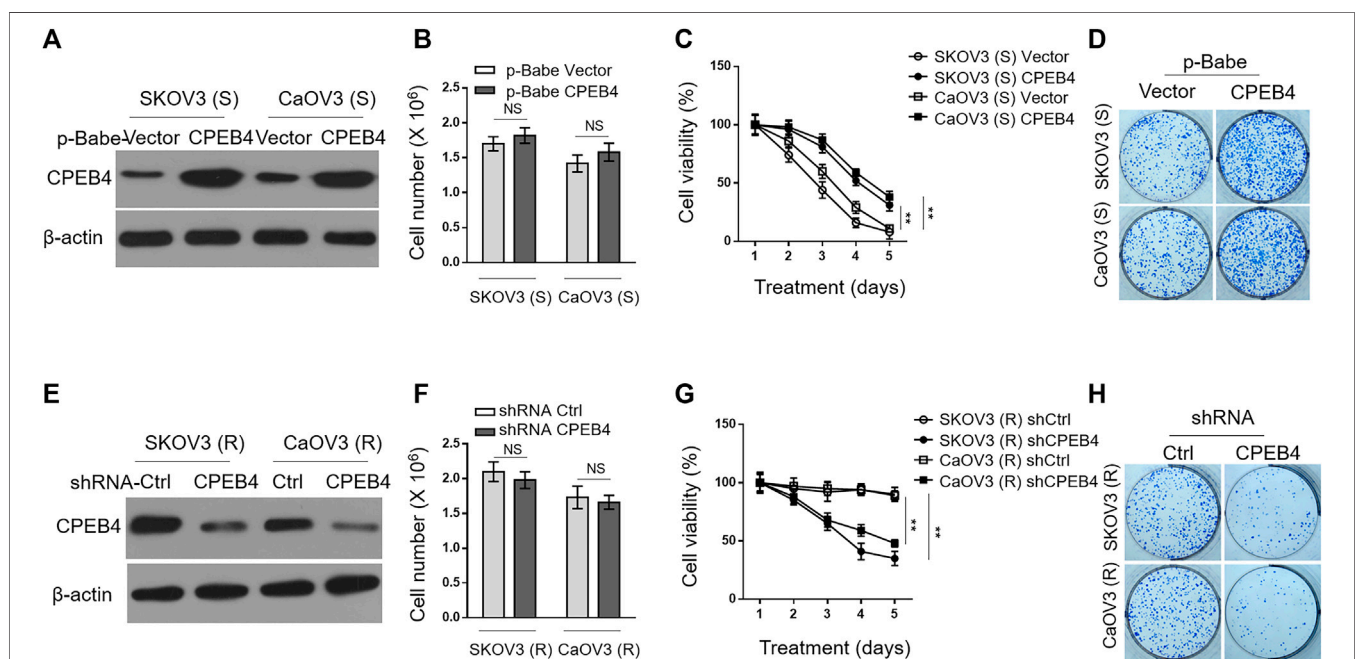 A
SKOV3 (S) CaOV3 (S)
p-Babe-Vector CPEB4 Vector CPEB4
CPEB4
β-actin
B
p-Babe Vector
p-Babe CPEB4
Cell number (X 10⁶)
2.5
2.0
1.5
1.0
0.5
0.0
NS
NS
SKOV3 (S) CaOV3 (S)
C
SKOV3 (S) Vector
SKOV3 (S) CPEB4
CaOV3 (S) Vector
CaOV3 (S) CPEB4
Cell viability (%)
150
100
50
0
1 2 3 4 5
Treatment (days)
**
**
D
p-Babe
Vector CPEB4
SKOV3 (S)
CaOV3 (S)
E
SKOV3 (R) CaOV3 (R)
shRNA-Ctrl CPEB4 Ctrl CPEB4
CPEB4
β-actin
F
shRNA Ctrl
shRNA CPEB4
Cell number (X 10⁶)
2.5
2.0
1.5
1.0
0.5
0.0
NS
NS
SKOV3 (R) CaOV3 (R)
G
SKOV3 (R) shCtrl
SKOV3 (R) shCPEB4
CaOV3 (R) shCtrl
CaOV3 (R) shCPEB4
Cell viability (%)
150
100
50
0
1 2 3 4 5
Treatment (days)
**
**
H
shRNA
Ctrl CPEB4
SKOV3 (R)
CaOV3 (R)